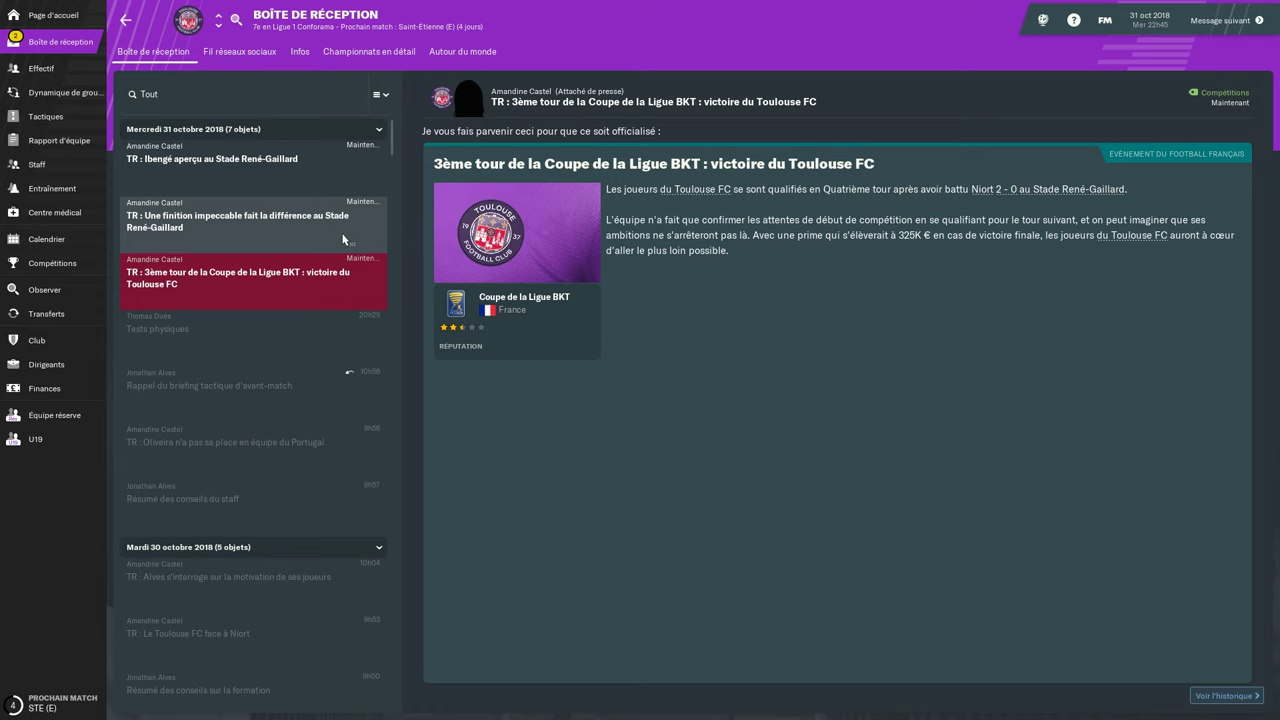 Page d'accueil
2
Boîte de réception
Effectif
Dynamique de grou...
Tactiques
Rapport d'équipe
Staff
Entraînement
Centre médical
Calendrier
Compétitions
Observer
Transferts
Club
Dirigeants
Finances
Équipe réserve
U19
4
PROCHAIN MATCH
STE (E)
BOÎTE DE RÉCEPTION
7e en Ligue 1 Conforama - Prochain match : Saint-Étienne (E) (4 jours)
?
FM
31 oct 2018
Mer 22h45
Message suivant
Boîte de réception
Fil réseaux sociaux
Infos
Championnats en détail
Autour du monde
Tout
Mercredi 31 octobre 2018 (7 objets)
Amandine Castel Mainten...
TR : Ibengé aperçu au Stade René-Gaillard
Amandine Castel Mainten...
TR : Une finition impeccable fait la différence au Stade
René-Gaillard
Amandine Castel Mainten...
TR : 3ème tour de la Coupe de la Ligue BKT : victoire du
Toulouse FC
Thomas Duée 20h29
Tests physiques
Jonathan Alves 10h56
Rappel du briefing tactique d'avant-match
Amandine Castel 9h56
TR : Oliveira n'a pas sa place en équipe du Portugal
Jonathan Alves 8h57
Résumé des conseils du staff
Mardi 30 octobre 2018 (5 objets)
Amandine Castel 10h04
TR : Alves s'interroge sur la motivation de ses joueurs
Amandine Castel 9h53
TR : Le Toulouse FC face à Niort
Jonathan Alves 9h00
Résumé des conseils sur la formation
Amandine Castel (Attaché de presse)
TR : 3ème tour de la Coupe de la Ligue BKT : victoire du Toulouse FC
Compétitions
Maintenant
Je vous fais parvenir ceci pour que ce soit officialisé :
3ème tour de la Coupe de la Ligue BKT : victoire du Toulouse FC
ÉVÉNEMENT DU FOOTBALL FRANÇAIS
TOULOUSE
19 37
FOOTBALL CLUB
Coupe de la Ligue BKT
France
RÉPUTATION
Les joueurs du Toulouse FC se sont qualifiés en Quatrième tour après avoir battu Niort 2 - 0 au Stade René-Gaillard.
L'équipe n'a fait que confirmer les attentes de début de compétition en se qualifiant pour le tour suivant, et on peut imaginer que ses
ambitions ne s'arrêteront pas là. Avec une prime qui s'élèverait à 325K € en cas de victoire finale, les joueurs du Toulouse FC auront à cœur
d'aller le plus loin possible.
Voir l'historique